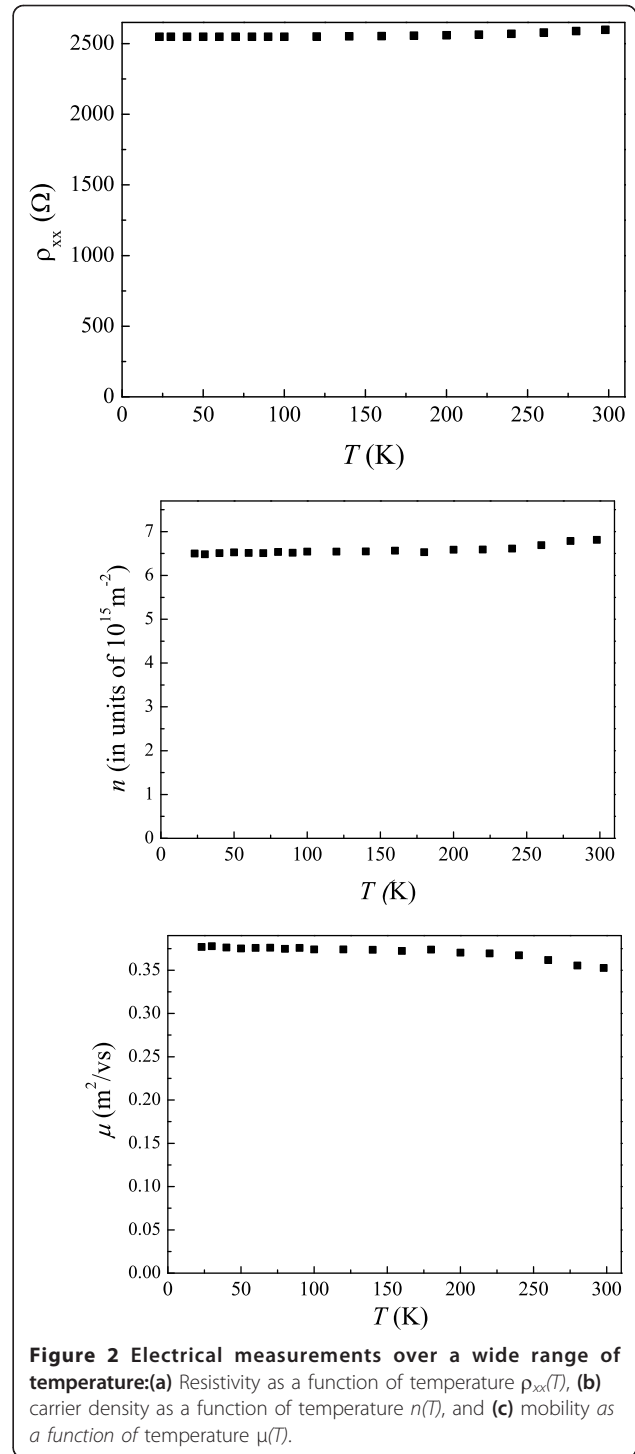 2500
2000
1500
1000
500
0
ρxx (Ω)
0 50 100 150 200 250 300
T (K)
7
6
5
4
3
2
1
0
n (in units of 10^15 m^-2)
0 50 100 150 200 250 300
T (K)
0.35
0.30
0.25
0.20
0.15
0.10
0.05
0.00
μ (m^2/vs)
0 50 100 150 200 250 300
T (K)
Figure 2 Electrical measurements over a wide range of
temperature:(a) Resistivity as a function of temperature ρxx(T), (b)
carrier density as a function of temperature n(T), and (c) mobility as
a function of temperature μ(T).